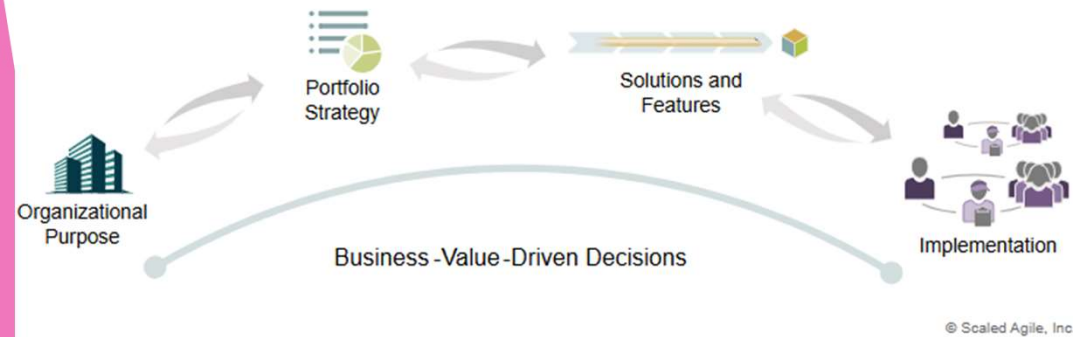 Portfolio
Strategy
Solutions and
Features
Organizational
Purpose
Implementation
Business-Value-Driven Decisions
© Scaled Agile, Inc